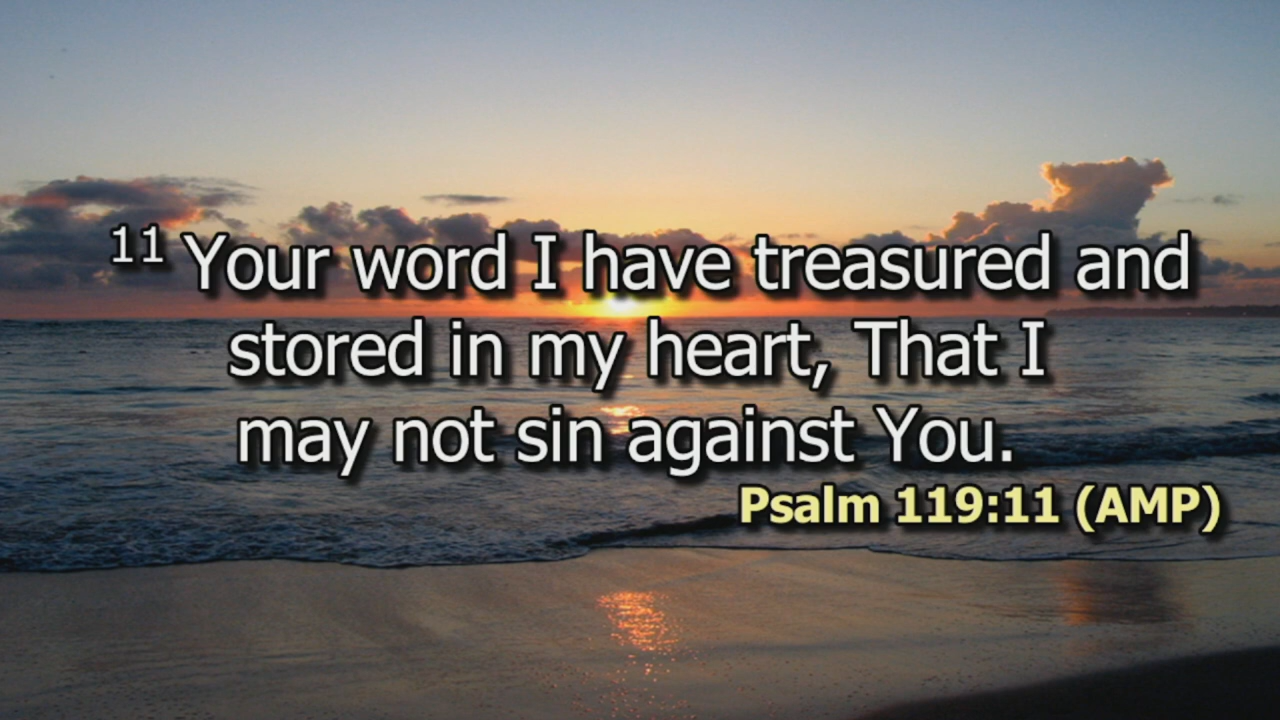 11 Your word I have treasured and
stored in my heart, That I
may not sin against You.
Psalm 119:11 (AMP)